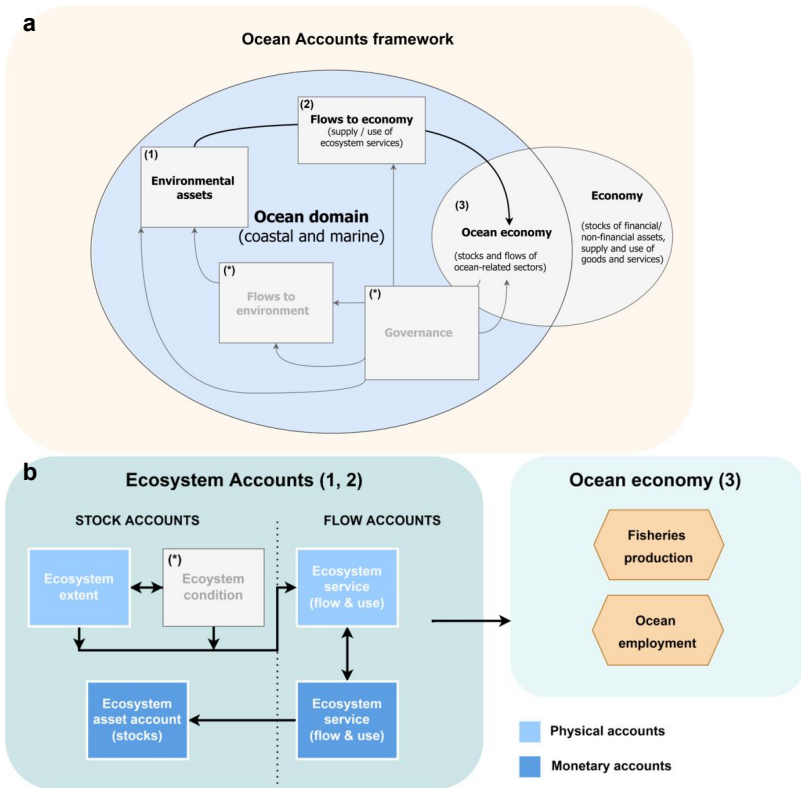 a
Ocean Accounts framework
(2)
Flows to economy
(supply / use of
ecosystem services)
(1)
Environmental
assets
Ocean domain
(coastal and marine)
(3)
Ocean economy
(stocks and flows of
ocean-related sectors)
Economy
(stocks of financial/
non-financial assets,
supply and use of
goods and services)
(*)
Flows to
environment
(*)
Governance
b
Ecosystem Accounts (1, 2)
STOCK ACCOUNTS
FLOW ACCOUNTS
Ecosystem
extent
(*)
Ecoystem
condition
Ecosystem
service
(flow & use)
Ecosystem
asset account
(stocks)
Ecosystem
service
(flow & use)
Ocean economy (3)
Fisheries
production
Ocean
employment
Physical accounts
Monetary accounts